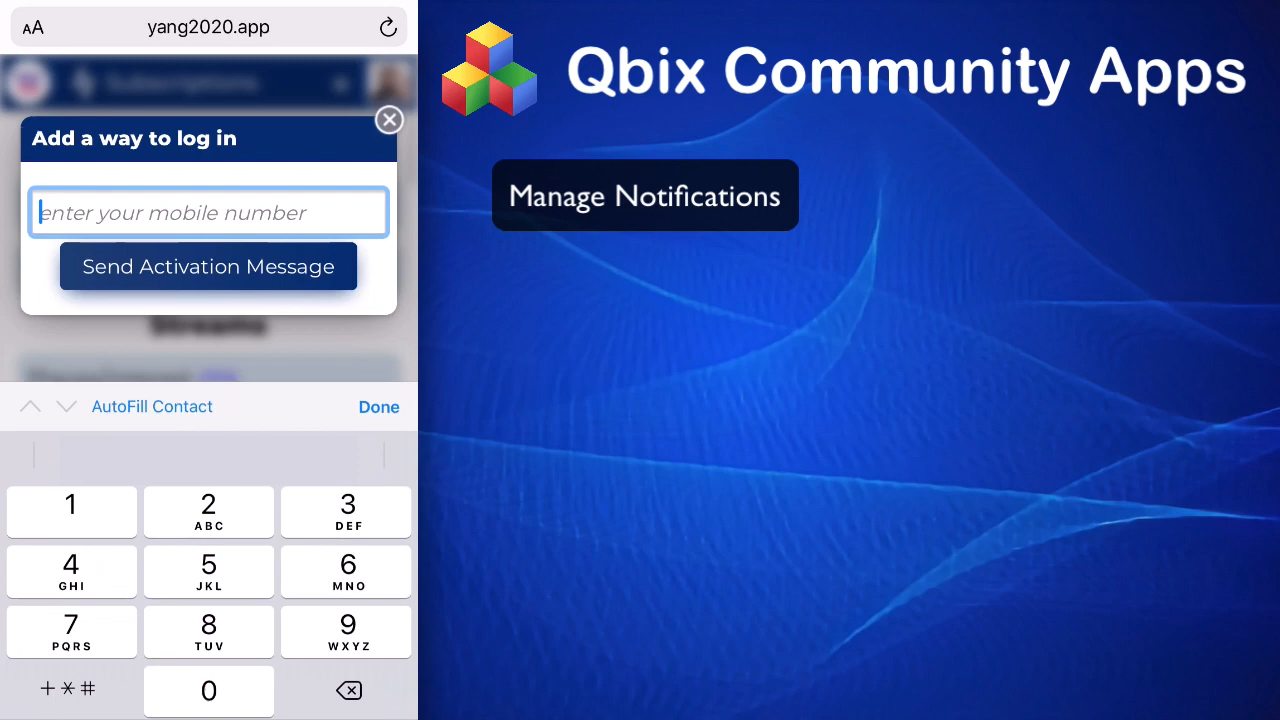 AA yang2020.app
Subscriptions
Add a way to log in
enter your mobile number
Send Activation Message
Streams
AutoFill Contact Done
1 2 ABC 3 DEF
4 GHI 5 JKL 6 MNO
7 PQRS 8 TUV 9 WXYZ
+*# 0
Qbix Community Apps
Manage Notifications